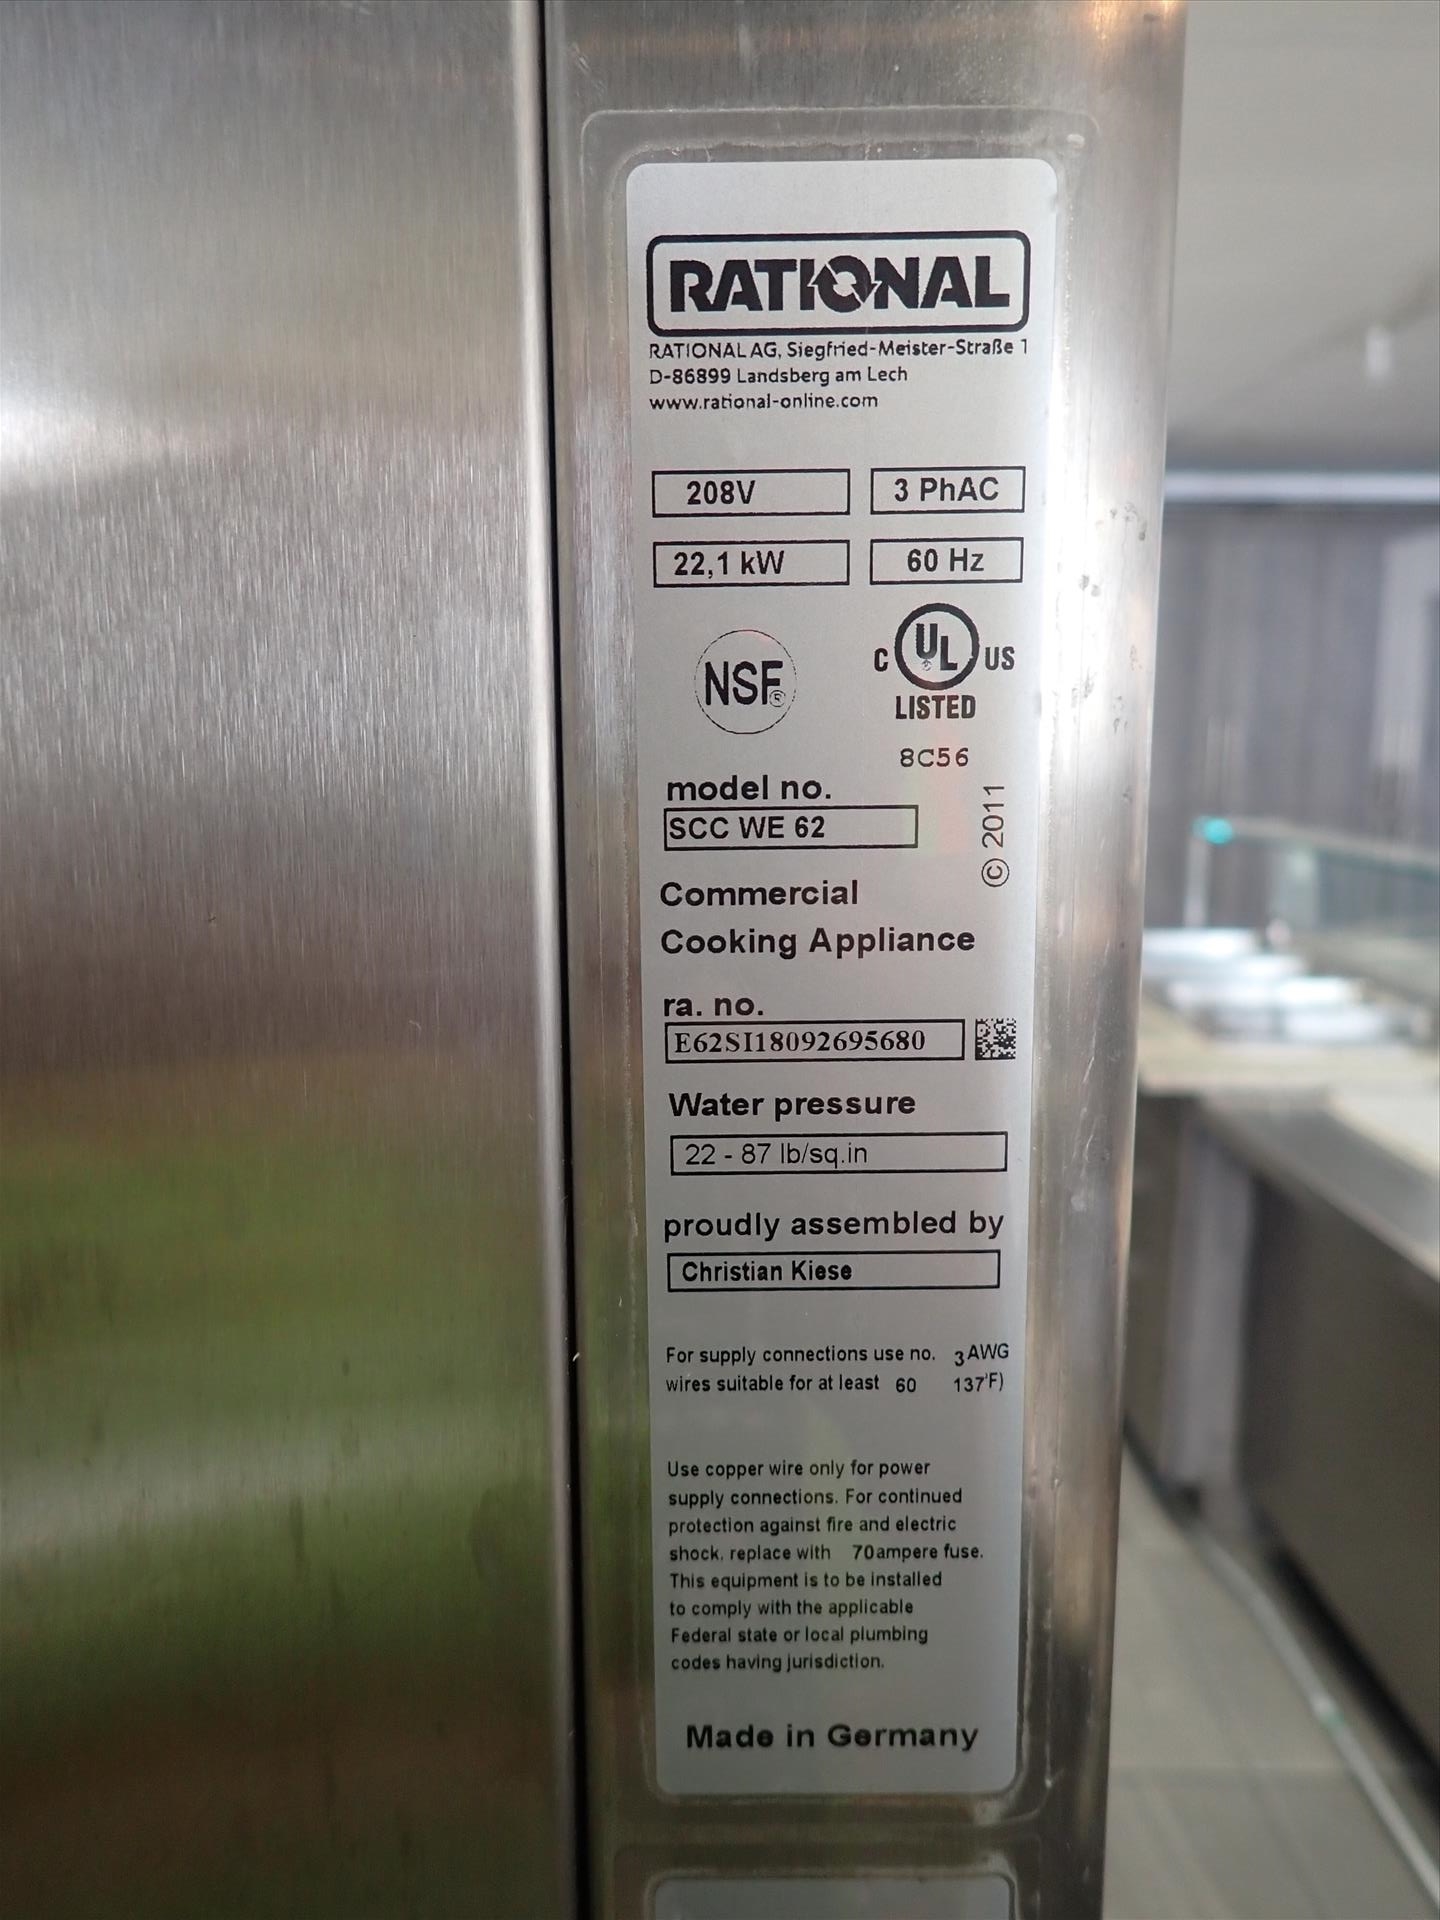 RATIONAL
RATIONAL AG, Siegfried-Meister-Straße 1
D-86899 Landsberg am Lech
www.rational-online.com
208V 3 PhAC
22,1 kW 60 Hz
NSF®
C UL® US
LISTED
8C56
model no.
SCC WE 62
© 2011
Commercial
Cooking Appliance
ra. no.
E62SI18092695680
Water pressure
22 - 87 lb/sq.in
proudly assembled by
Christian Kiese
For supply connections use no. 3 AWG
wires suitable for at least 60 137°F)
Use copper wire only for power
supply connections. For continued
protection against fire and electric
shock, replace with 70 ampere fuse.
This equipment is to be installed
to comply with the applicable
Federal state or local plumbing
codes having jurisdiction.
Made in Germany